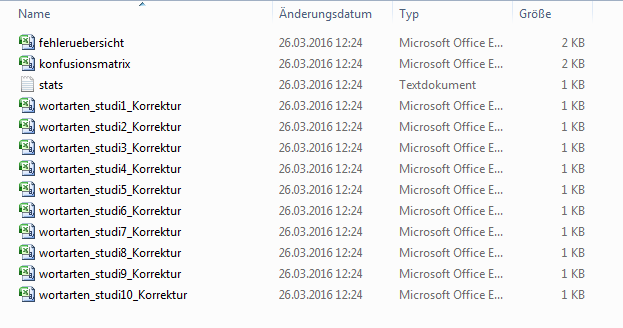 Name Änderungsdatum Typ Größe
fehleruebersicht 26.03.2016 12:24 Microsoft Office E... 2 KB
konfusionsmatrix 26.03.2016 12:24 Microsoft Office E... 2 KB
stats 26.03.2016 12:24 Textdokument 1 KB
wortarten_studi1_Korrektur 26.03.2016 12:24 Microsoft Office E... 1 KB
wortarten_studi2_Korrektur 26.03.2016 12:24 Microsoft Office E... 1 KB
wortarten_studi3_Korrektur 26.03.2016 12:24 Microsoft Office E... 1 KB
wortarten_studi4_Korrektur 26.03.2016 12:24 Microsoft Office E... 1 KB
wortarten_studi5_Korrektur 26.03.2016 12:24 Microsoft Office E... 1 KB
wortarten_studi6_Korrektur 26.03.2016 12:24 Microsoft Office E... 1 KB
wortarten_studi7_Korrektur 26.03.2016 12:24 Microsoft Office E... 1 KB
wortarten_studi8_Korrektur 26.03.2016 12:24 Microsoft Office E... 1 KB
wortarten_studi9_Korrektur 26.03.2016 12:24 Microsoft Office E... 1 KB
wortarten_studi10_Korrektur 26.03.2016 12:24 Microsoft Office E... 1 KB